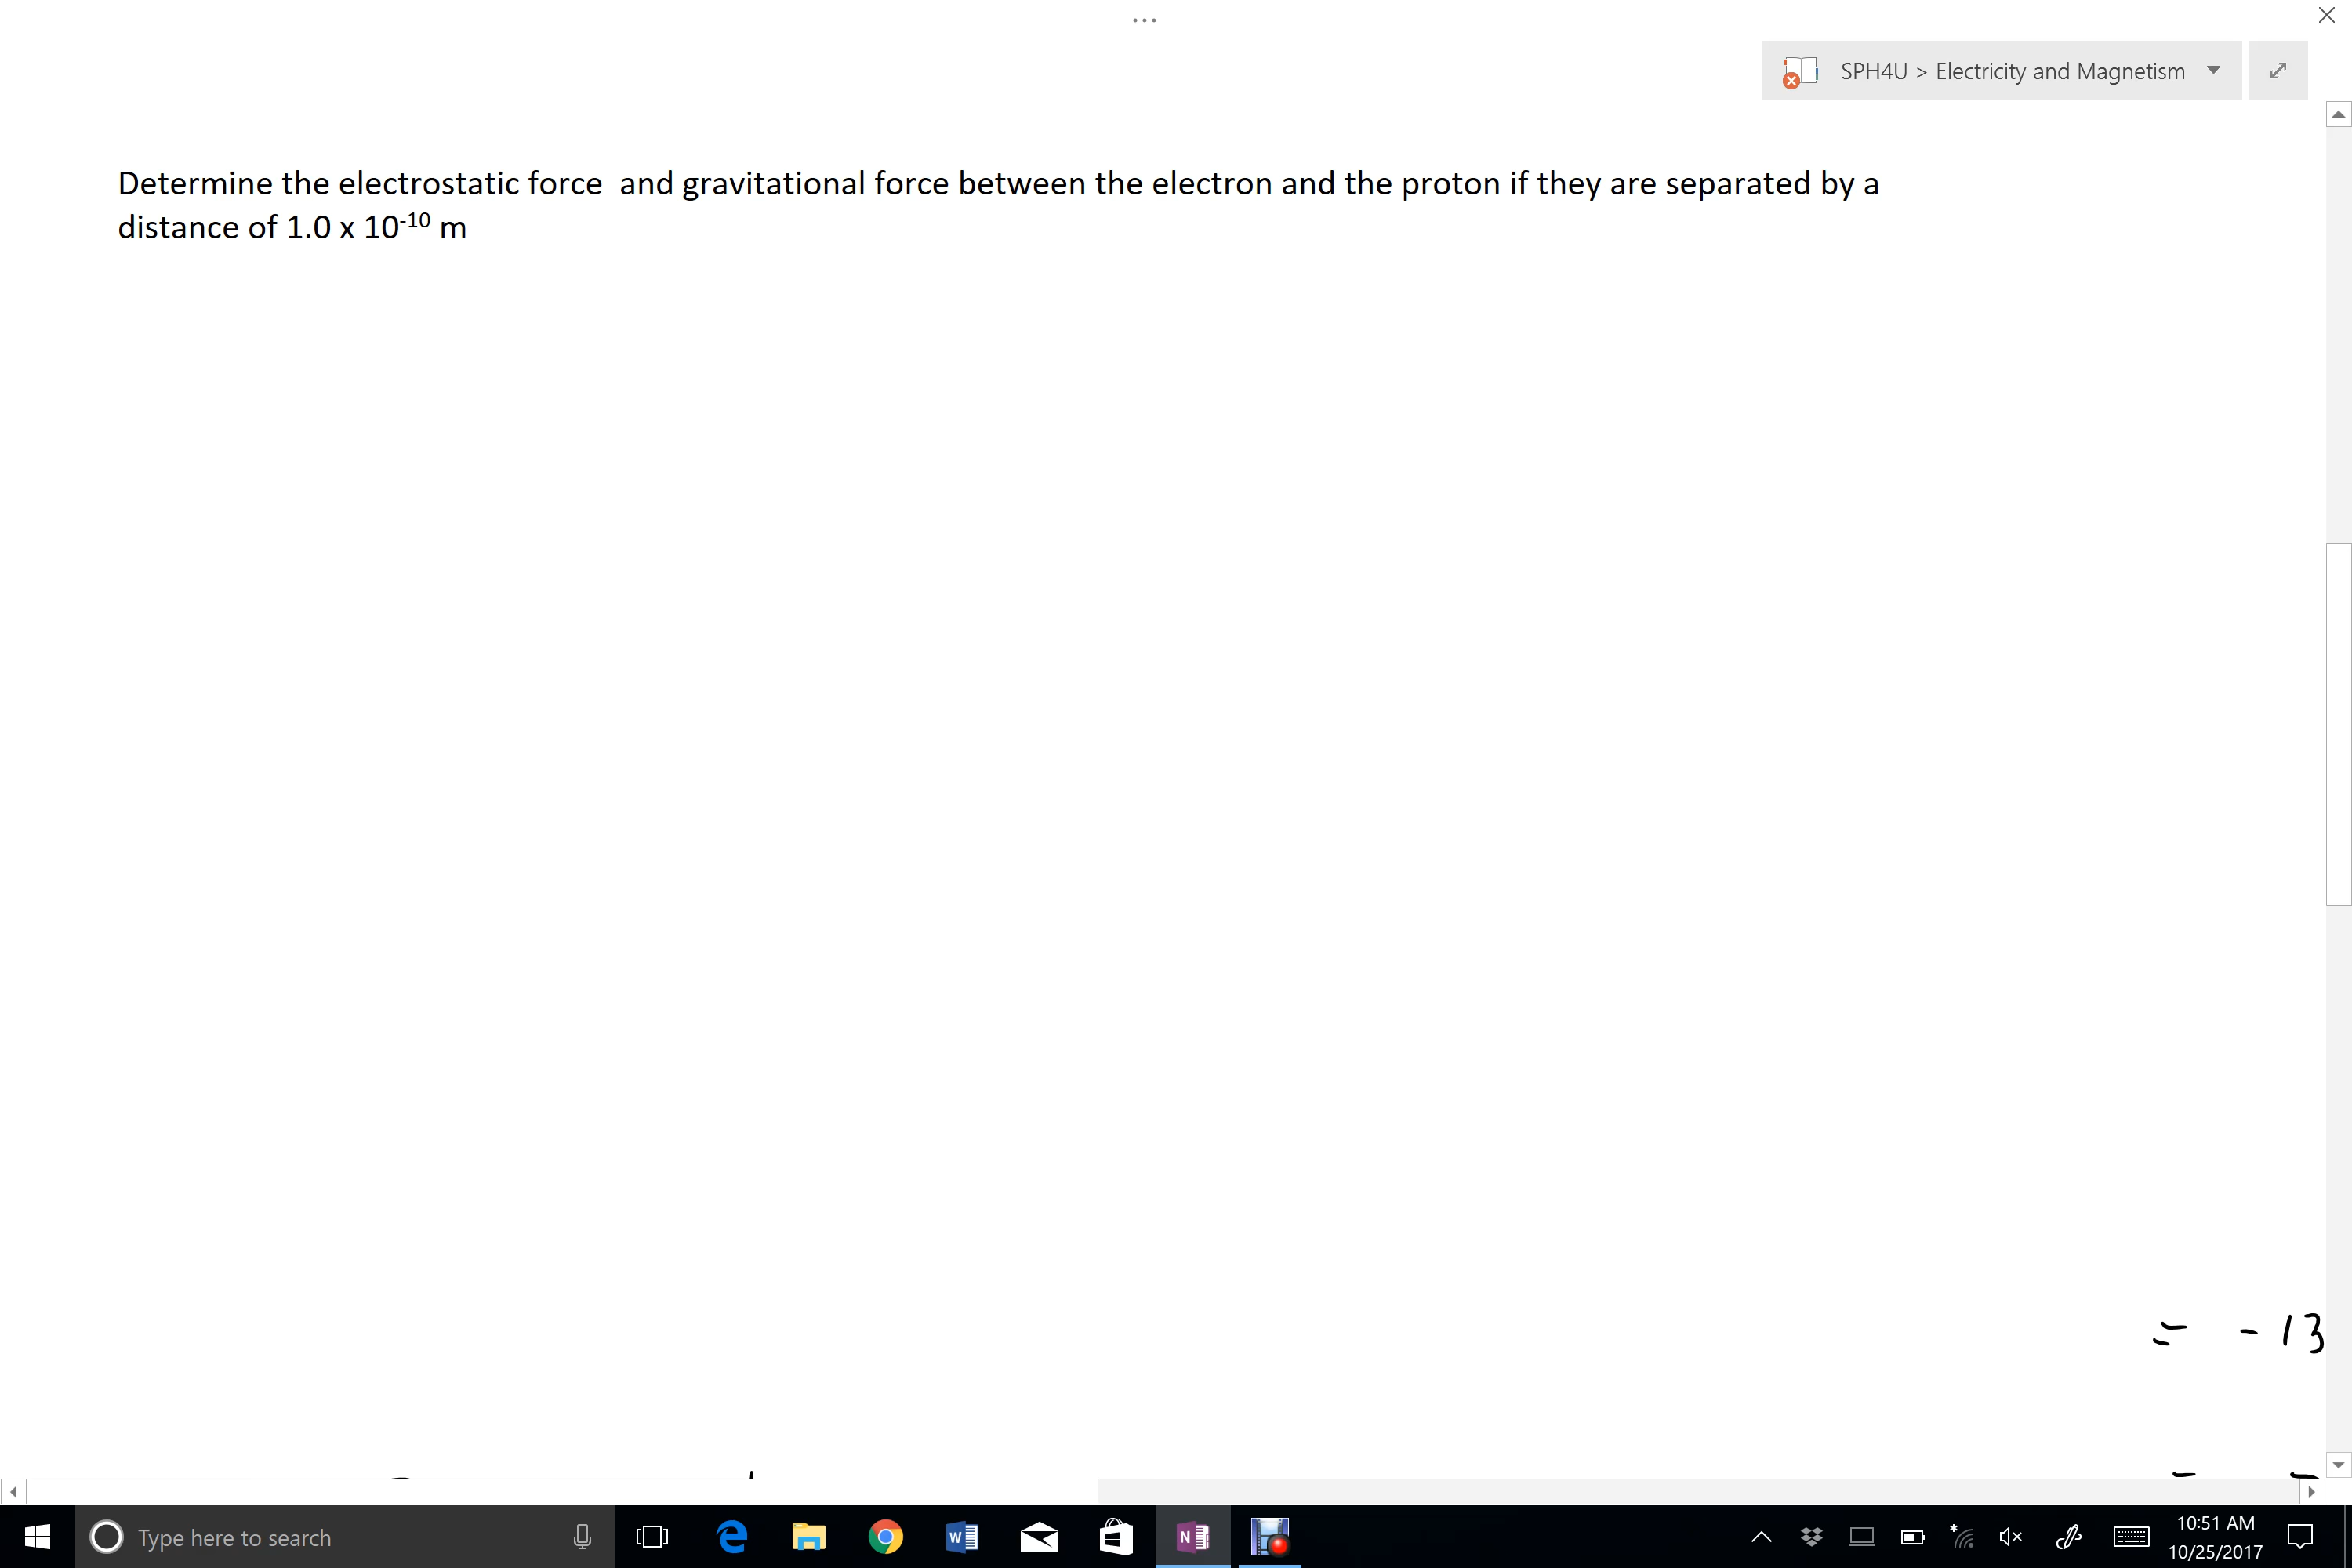 SPH4U > Electricity and Magnetism
Determine the electrostatic force  and gravitational force between the electron and the proton if they are separated by a
distance of 1.0 x 10⁻¹⁰ m
= - 13
Type here to search
10:51 AM
10/25/2017